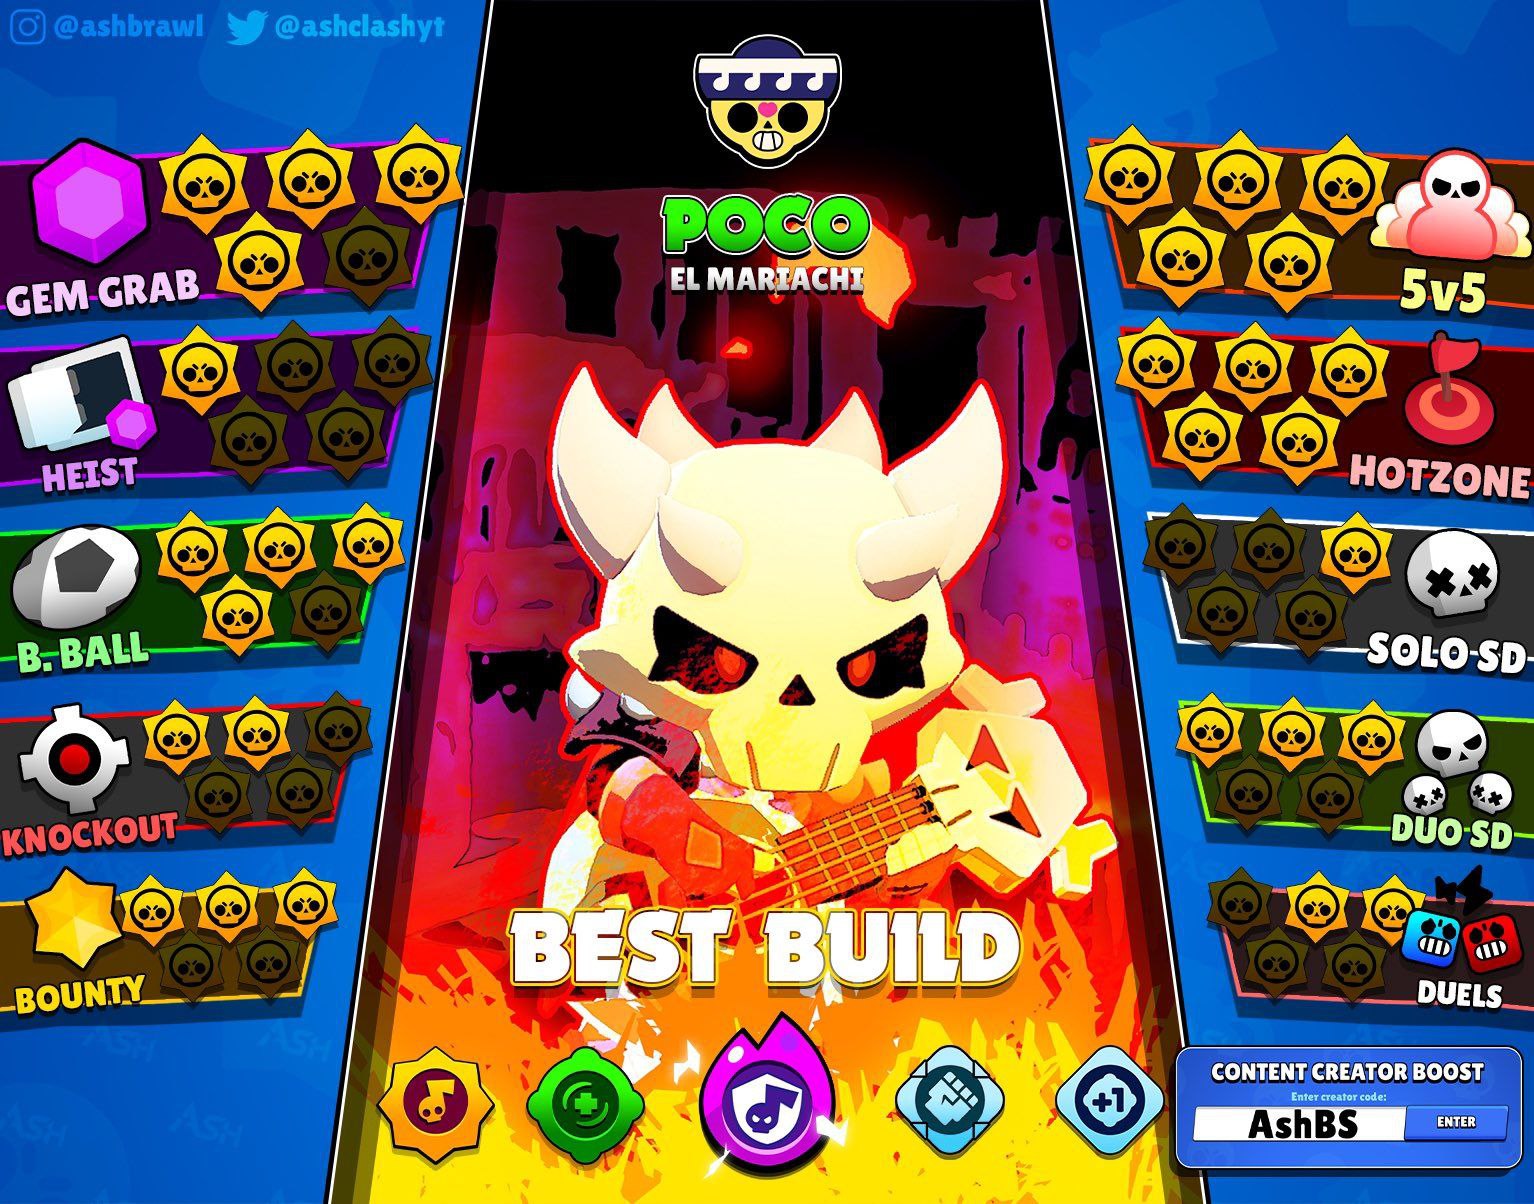 @ashbrawl @ashclashyt
POCO
EL MARIACHI
GEM GRAB
HEIST
B. BALL
KNOCKOUT
BOUNTY
5v5
HOTZONE
SOLO SD
DUO SD
DUELS
BEST BUILD
+1
CONTENT CREATOR BOOST
Enter creator code:
AshBS ENTER